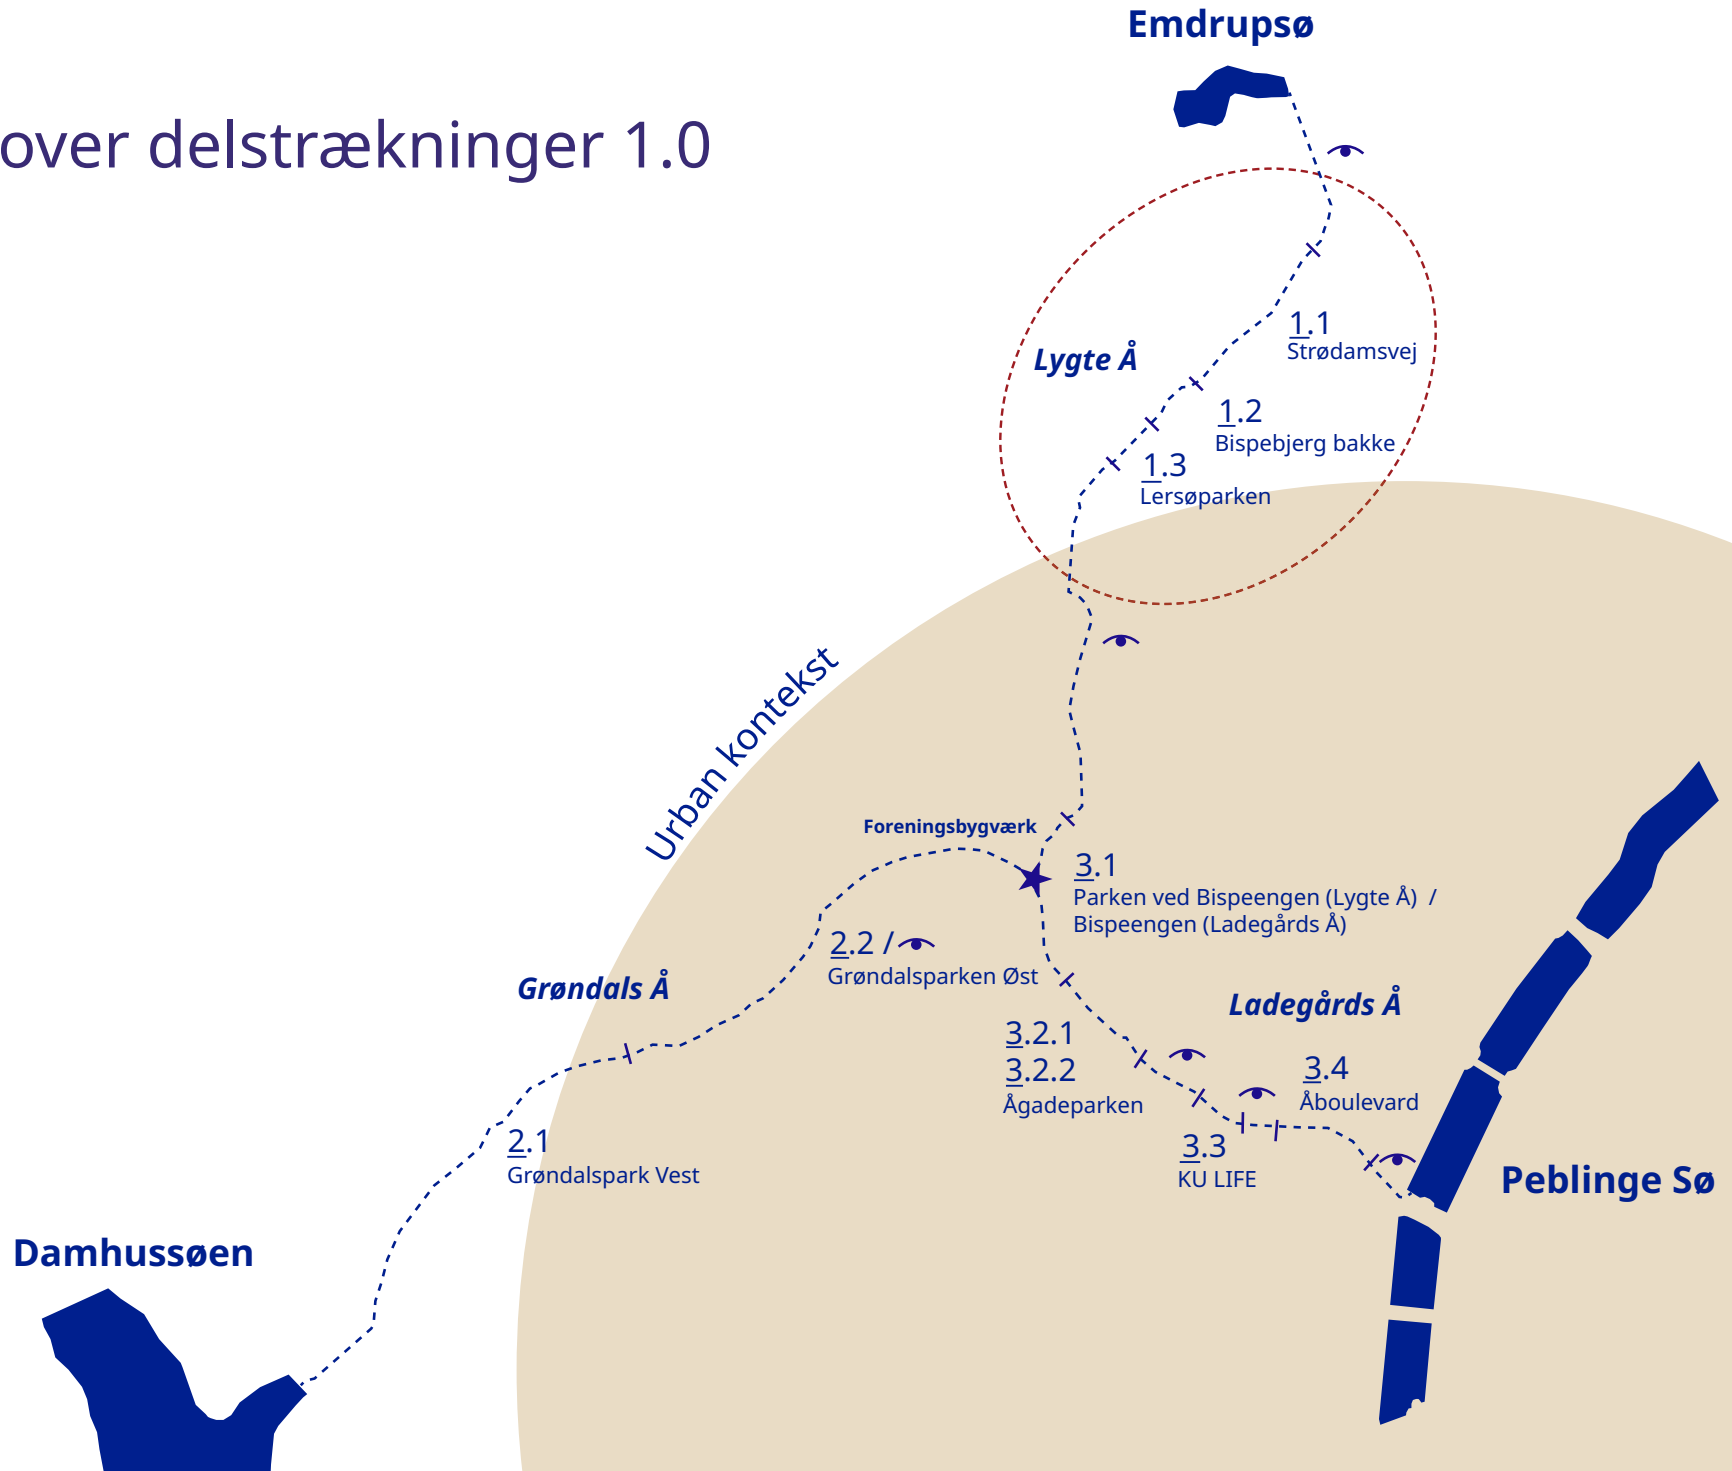 Emdrupsø
over delstrækninger 1.0
1.1
Strødamsvej
Lygte Å
1.2
Bispebjerg bakke
1.3
Lersøparken
Urban kontekst
Foreningsbygværk
3.1
Parken ved Bispeengen (Lygte Å) /
Bispeengen (Ladegårds Å)
2.2 /
Grøndalsparken Øst
Grøndals Å
Ladegårds Å
3.2.1
3.2.2
Ågadeparken
3.4
Åboulevard
2.1
Grøndalspark Vest
3.3
KU LIFE
Peblinge Sø
Damhussøen